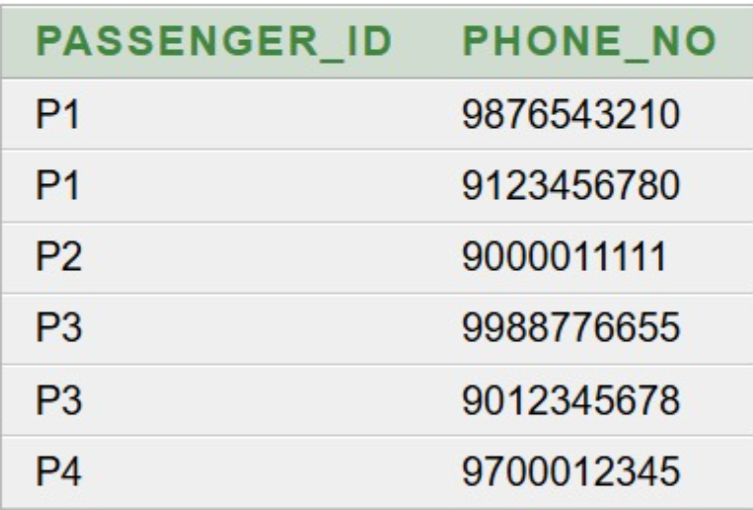 PASSENGER_ID PHONE_NO
P1 9876543210
P1 9123456780
P2 9000011111
P3 9988776655
P3 9012345678
P4 9700012345